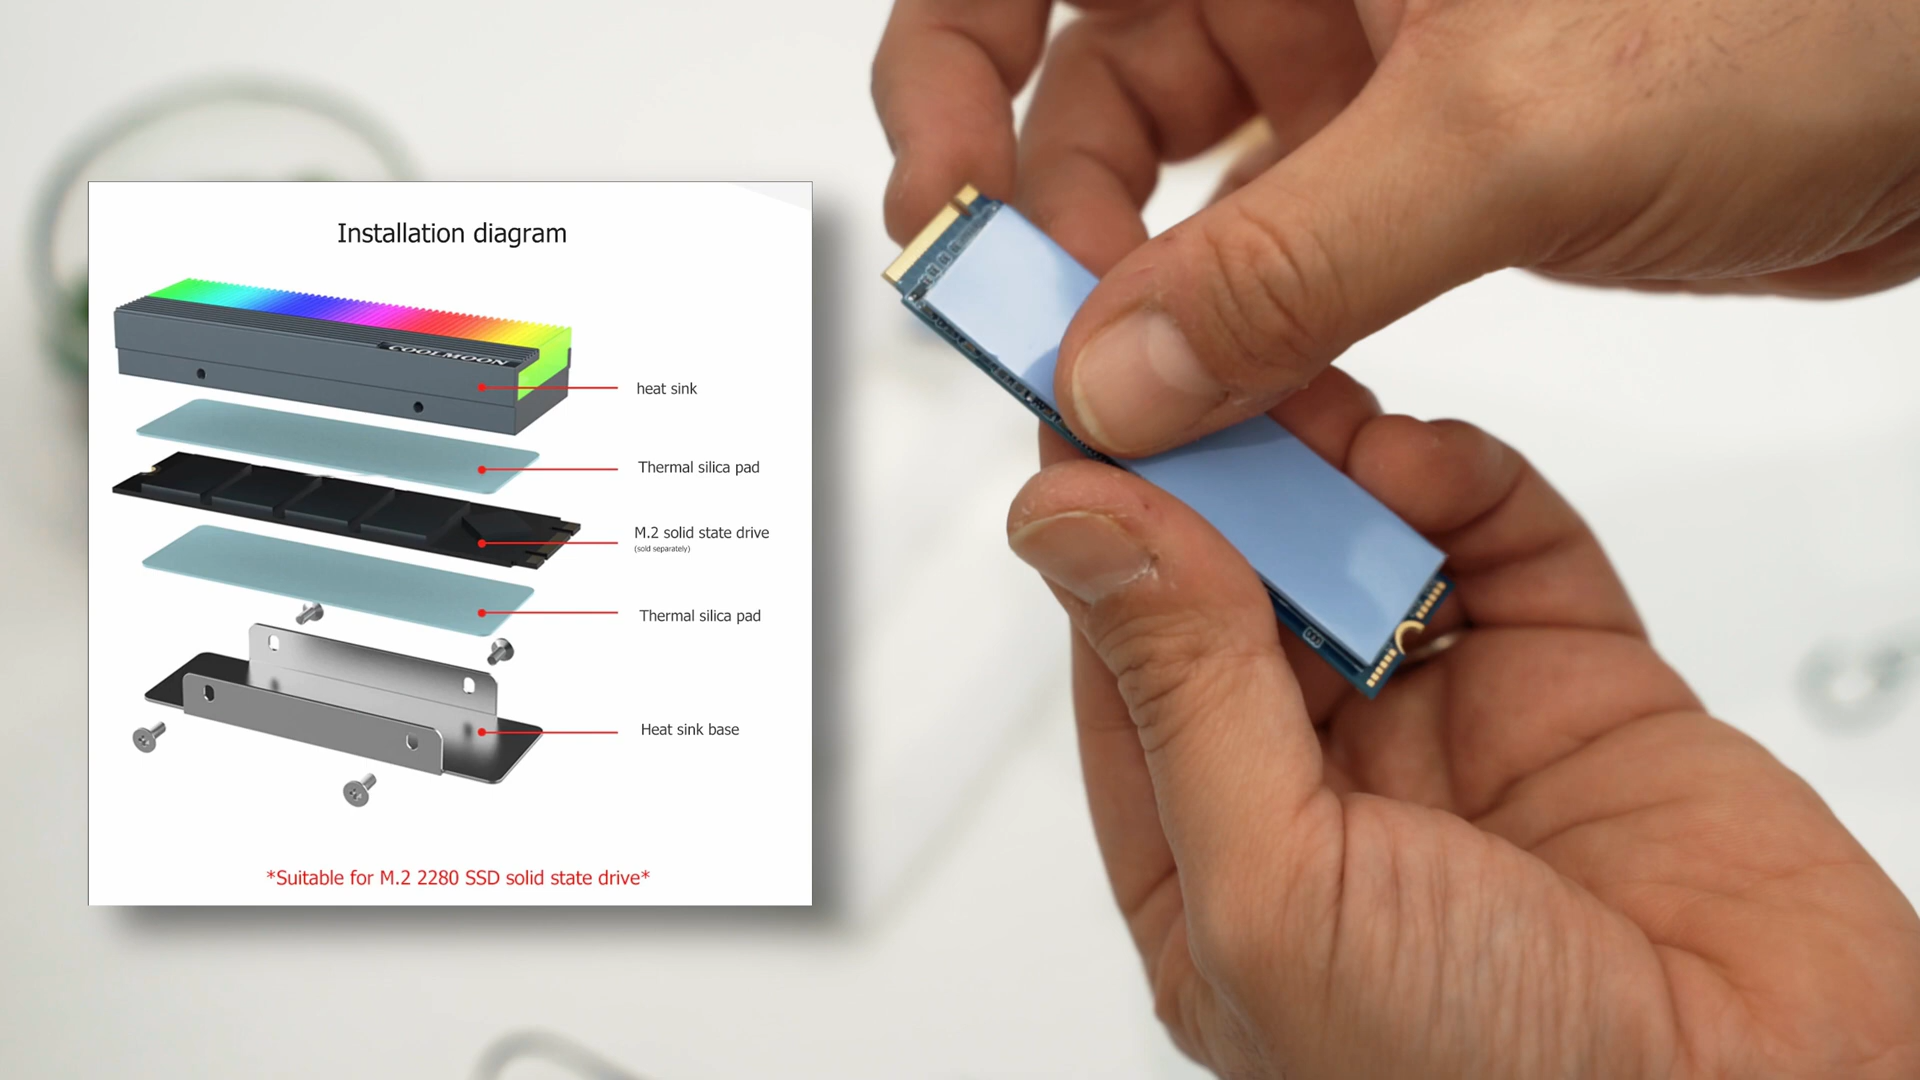 Installation diagram
COOLMOON
heat sink
Thermal silica pad
M.2 solid state drive
(sold separately)
Thermal silica pad
Heat sink base
*Suitable for M.2 2280 SSD solid state drive*